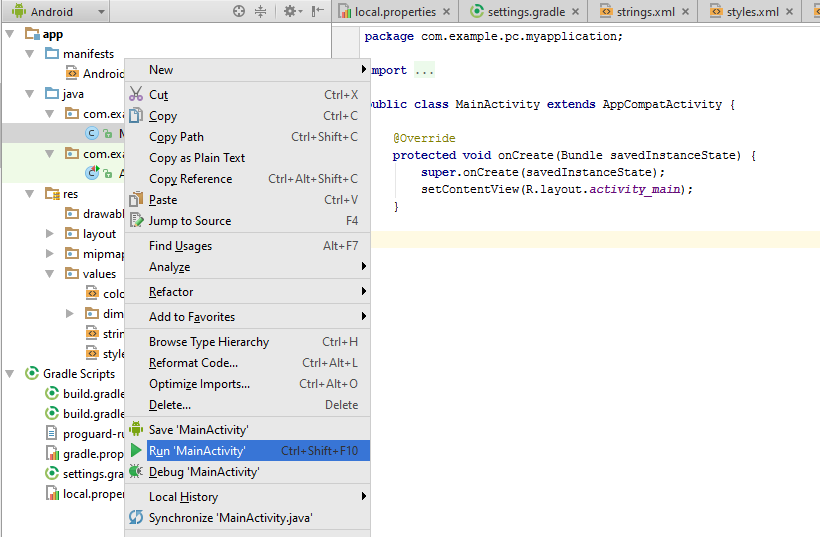 Android
local.properties
settings.gradle
strings.xml
styles.xml
app
manifests
Android
java
com.exa
M
com.exa
A
res
drawab
layout
mipmap
values
colo
dim
strin
style
Gradle Scripts
build.gradle
build.gradle
proguard-ru
gradle.prop
settings.gra
local.prope
New
Cut Ctrl+X
Copy Ctrl+C
Copy Path Ctrl+Shift+C
Copy as Plain Text
Copy Reference Ctrl+Alt+Shift+C
Paste Ctrl+V
Jump to Source F4
Find Usages Alt+F7
Analyze
Refactor
Add to Favorites
Browse Type Hierarchy Ctrl+H
Reformat Code... Ctrl+Alt+L
Optimize Imports... Ctrl+Alt+O
Delete... Delete
Save 'MainActivity'
Run 'MainActivity' Ctrl+Shift+F10
Debug 'MainActivity'
Local History
Synchronize 'MainActivity.java'
package com.example.pc.myapplication;
import ...
public class MainActivity extends AppCompatActivity {
@Override
protected void onCreate(Bundle savedInstanceState) {
super.onCreate(savedInstanceState);
setContentView(R.layout.activity_main);
}